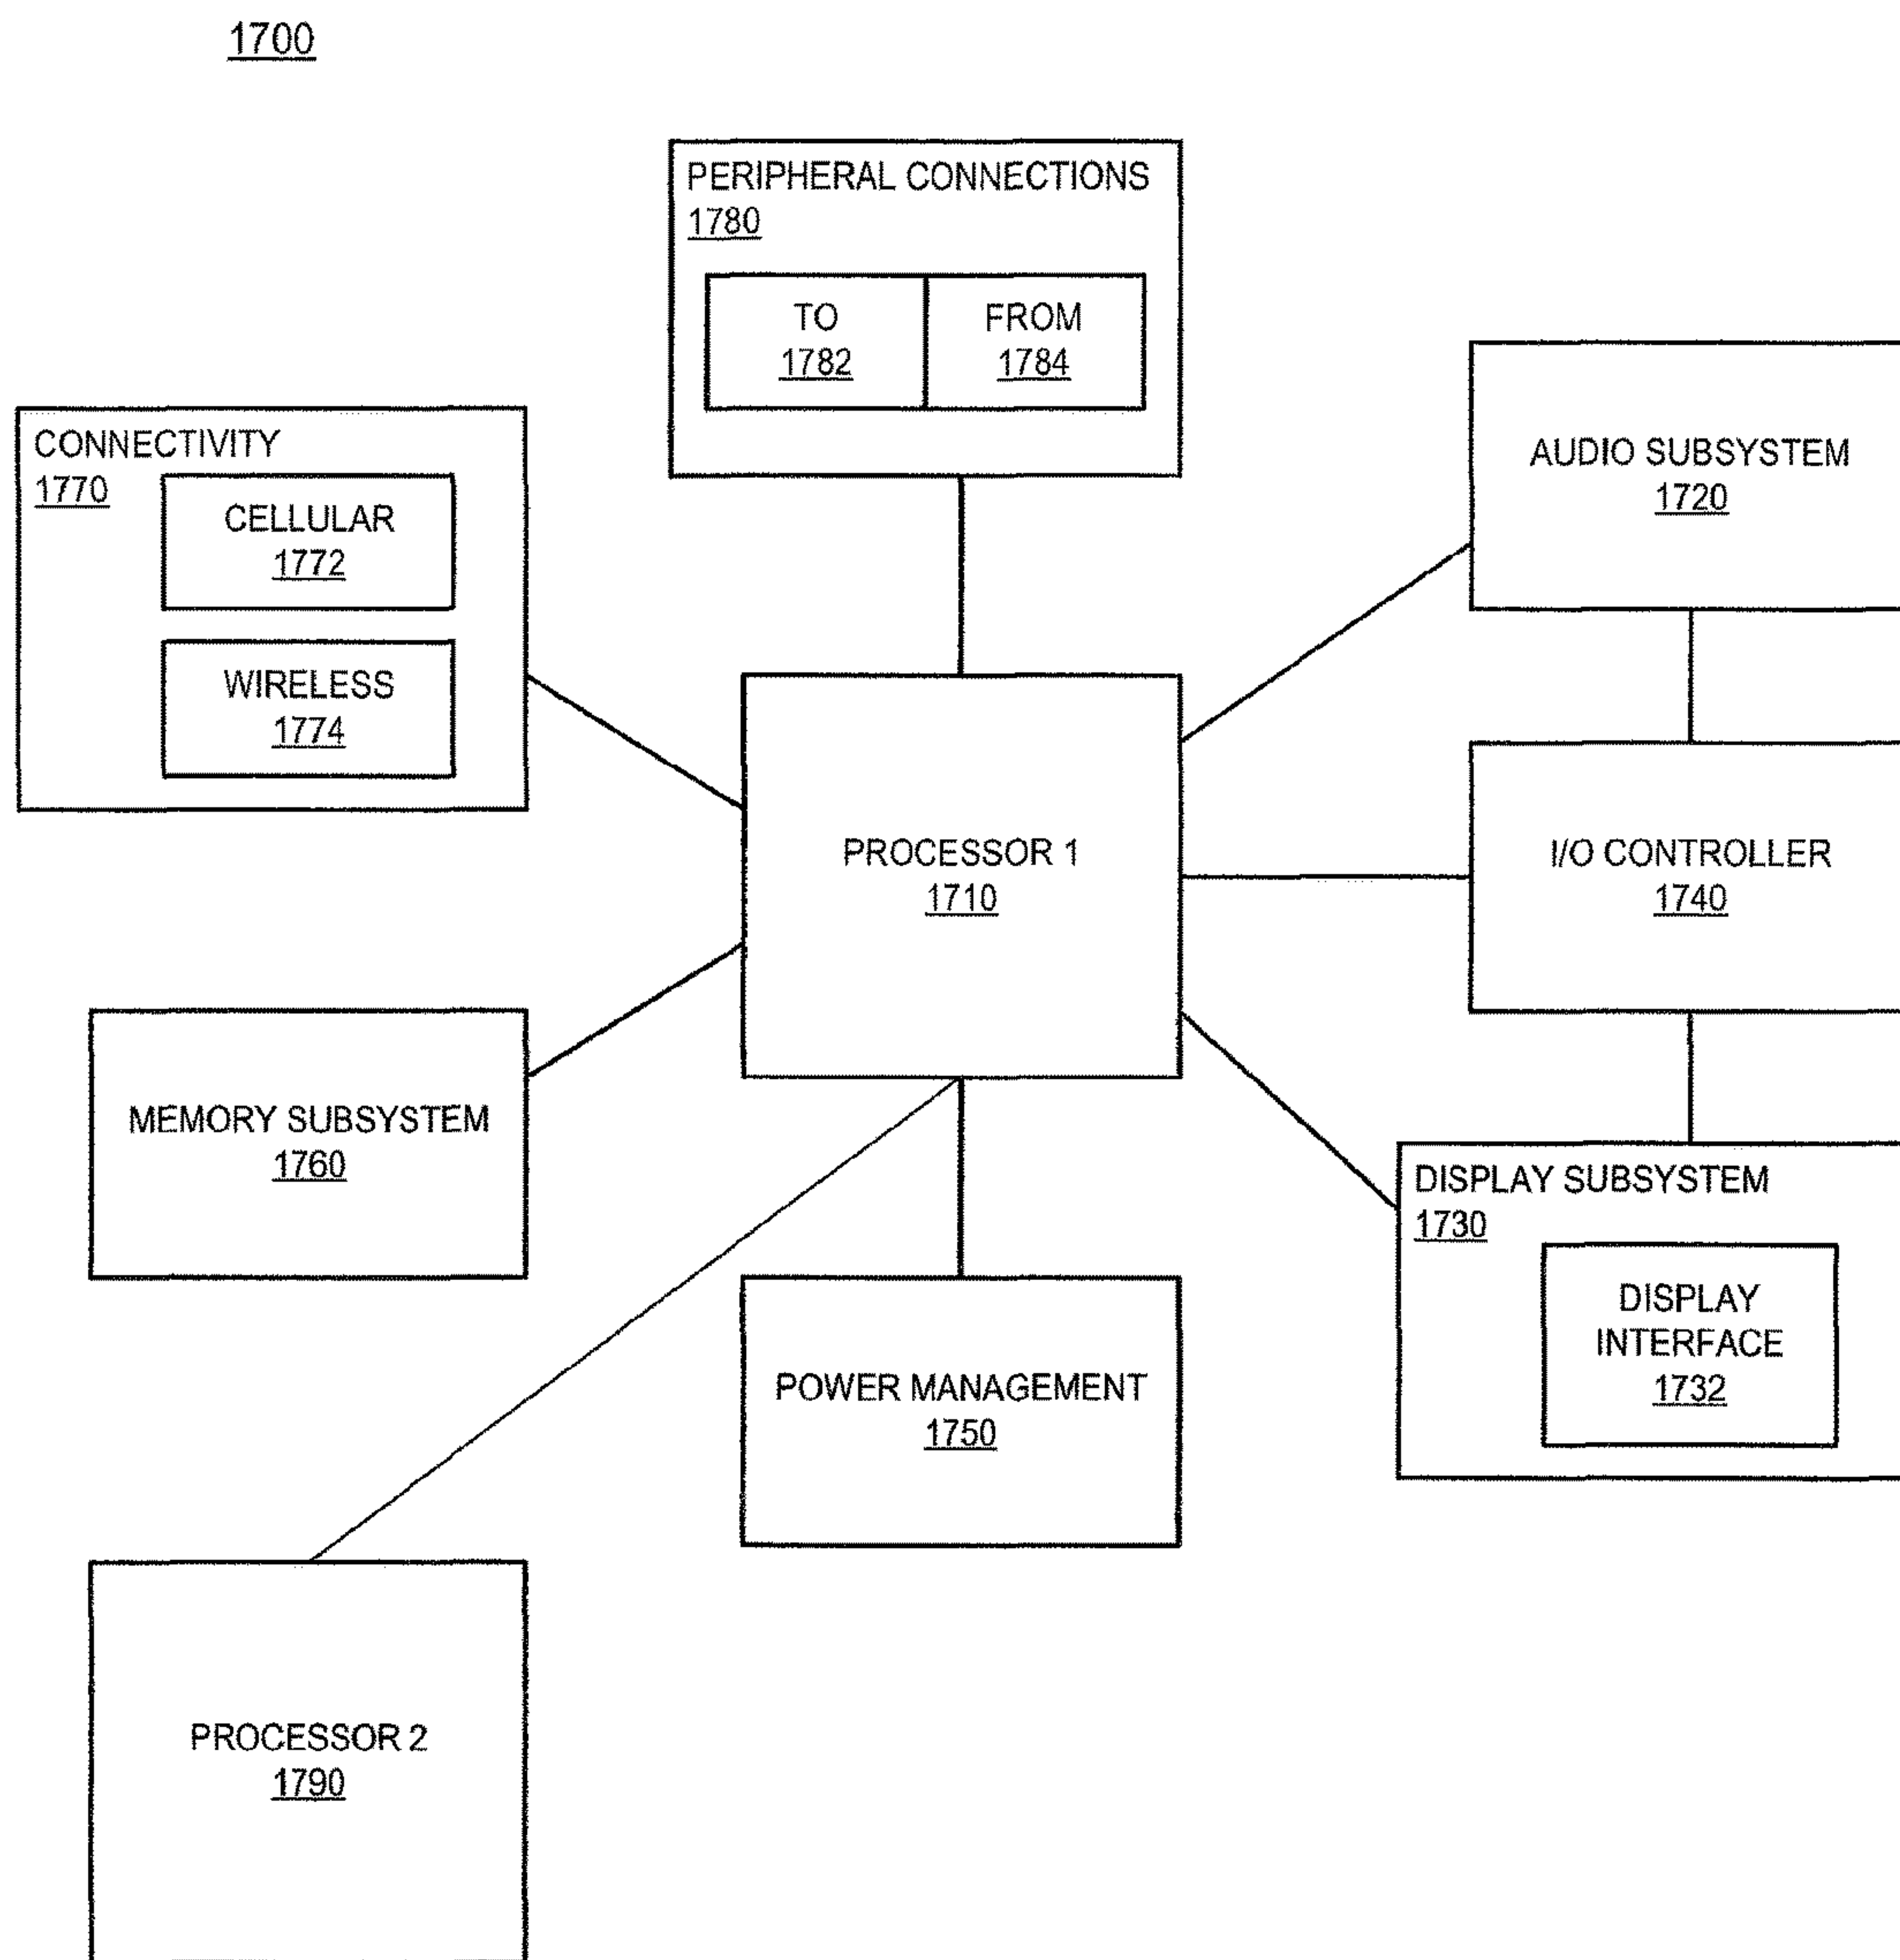 1700
PERIPHERAL CONNECTIONS
1780
TO
1782
FROM
1784
CONNECTIVITY
1770
CELLULAR
1772
WIRELESS
1774
AUDIO SUBSYSTEM
1720
PROCESSOR 1
1710
I/O CONTROLLER
1740
MEMORY SUBSYSTEM
1760
DISPLAY SUBSYSTEM
1730
DISPLAY
INTERFACE
1732
POWER MANAGEMENT
1750
PROCESSOR 2
1790